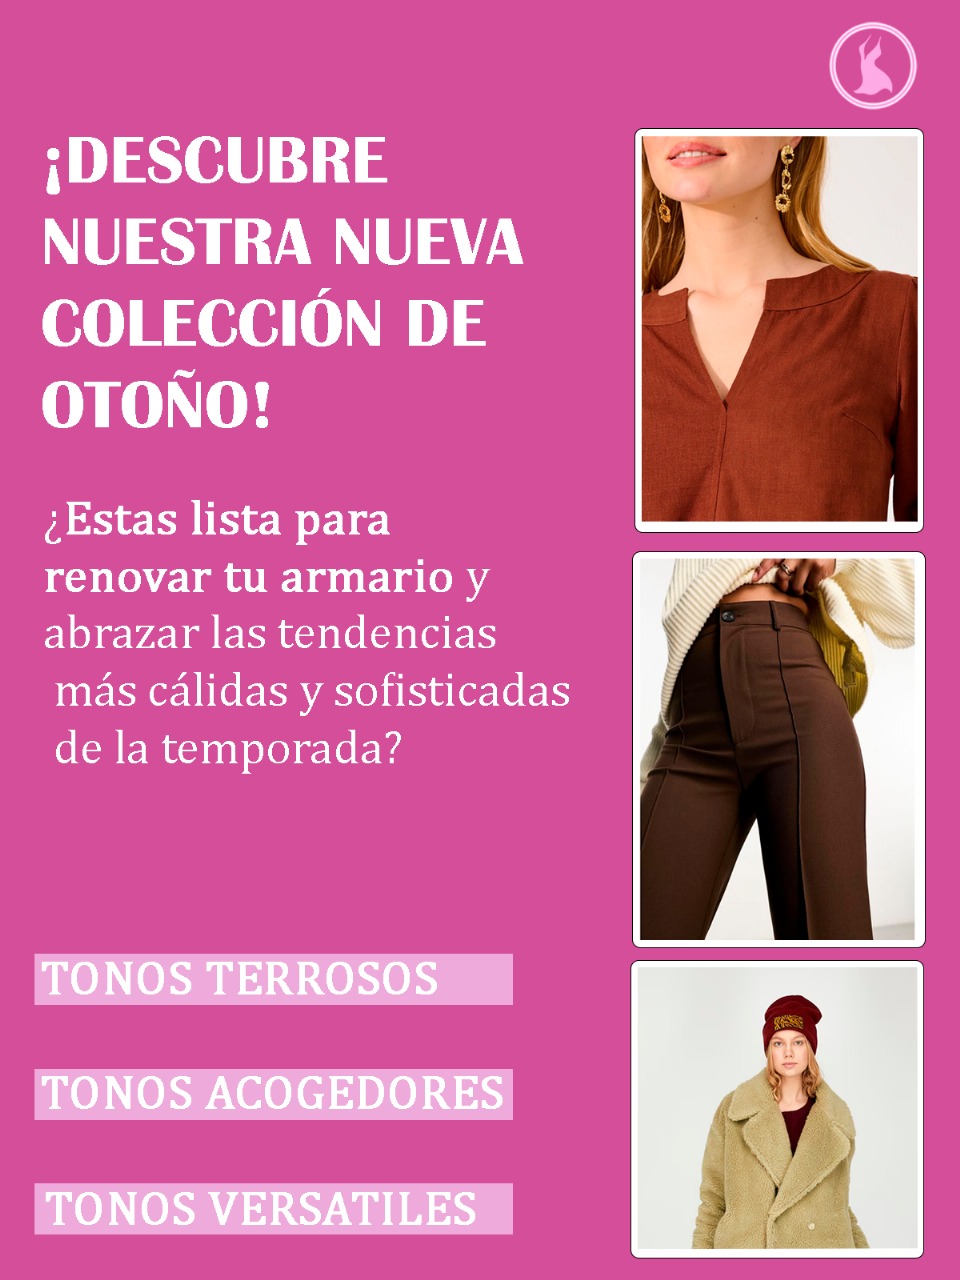 ¡DESCUBRE
NUESTRA NUEVA
COLECCIÓN DE
OTOÑO!
¿Estas lista para
renovar tu armario y
abrazar las tendencias
más cálidas y sofisticadas
de la temporada?
TONOS TERROSOS
TONOS ACOGEDORES
TONOS VERSATILES